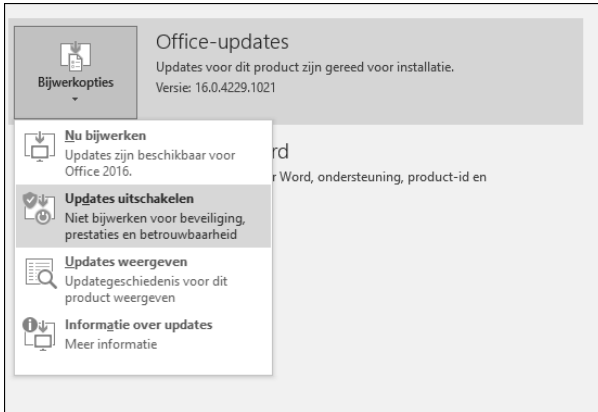 Office-updates
Updates voor dit product zijn gereed voor installatie.
Versie: 16.0.4229.1021
Bijwerkopties
Nu bijwerken
Updates zijn beschikbaar voor
Office 2016.
rd
r Word, ondersteuning, product-id en
Updates uitschakelen
Niet bijwerken voor beveiliging,
prestaties en betrouwbaarheid
Updates weergeven
Updategeschiedenis voor dit
product weergeven
Informatie over updates
Meer informatie